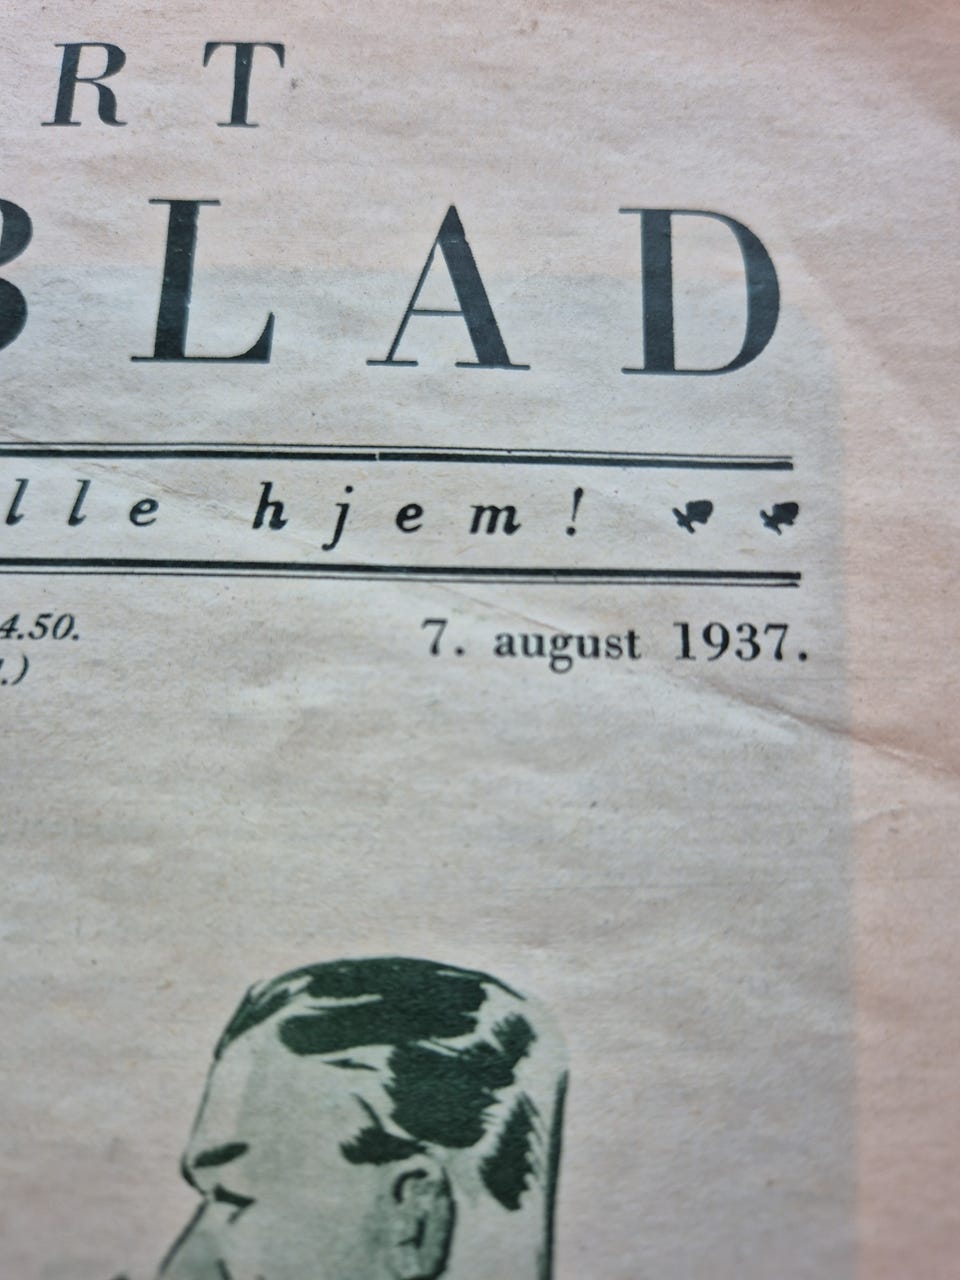 RT
BLAD
lle hjem!
4.50. 7. august 1937.
.)